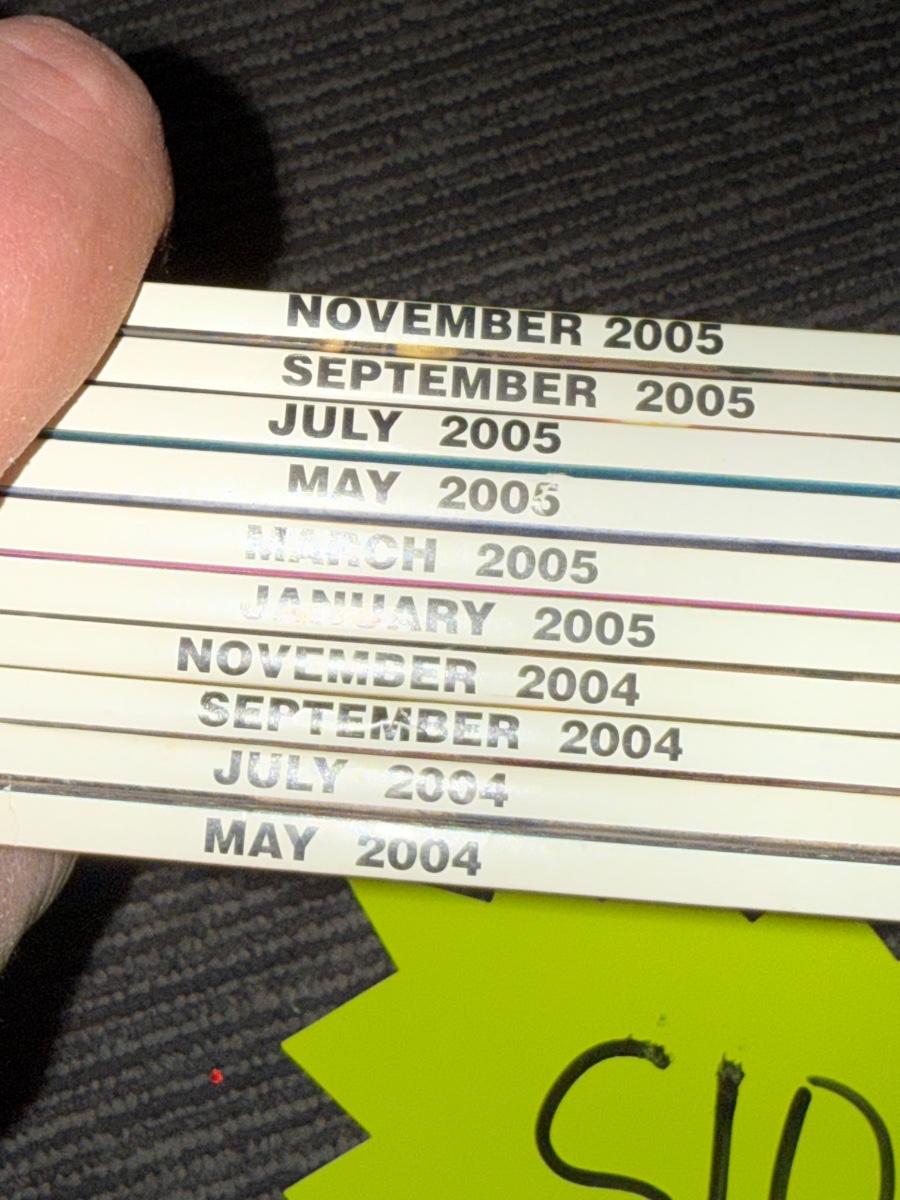 NOVEMBER 2005
SEPTEMBER 2005
JULY 2005
MAY 2005
MARCH 2005
JANUARY 2005
NOVEMBER 2004
SEPTEMBER 2004
JULY 2004
MAY 2004